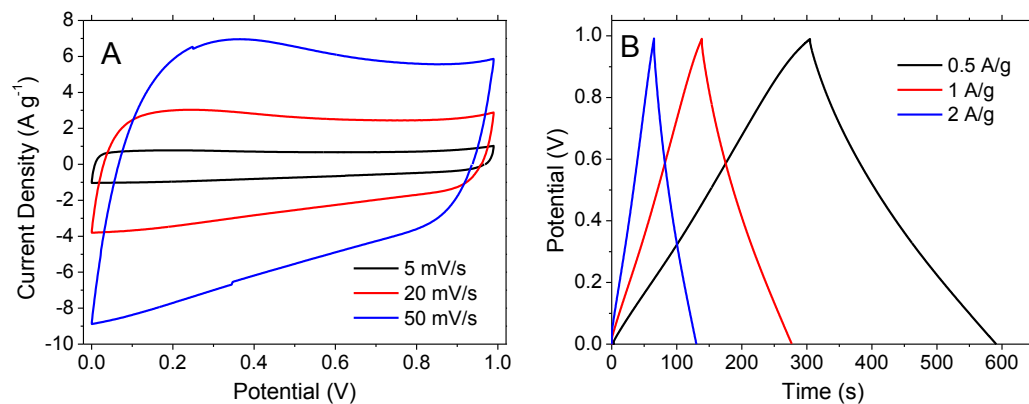 A
8
6
4
2
0
-2
-4
-6
-8
-10
Current Density (A g⁻¹)
5 mV/s
20 mV/s
50 mV/s
0.0 0.2 0.4 0.6 0.8 1.0
Potential (V)
B
1.0
0.8
0.6
0.4
0.2
0.0
Potential (V)
0.5 A/g
1 A/g
2 A/g
0 100 200 300 400 500 600
Time (s)